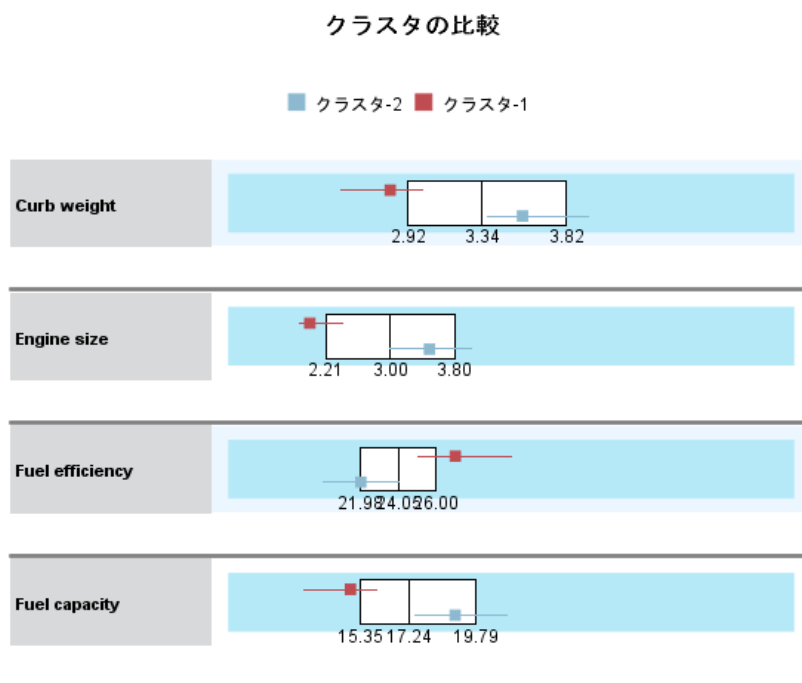 クラスタの比較
クラスタ-2 クラスタ-1
Curb weight
2.92 3.34 3.82
Engine size
2.21 3.00 3.80
Fuel efficiency
21.98 24.05 26.00
Fuel capacity
15.35 17.24 19.79